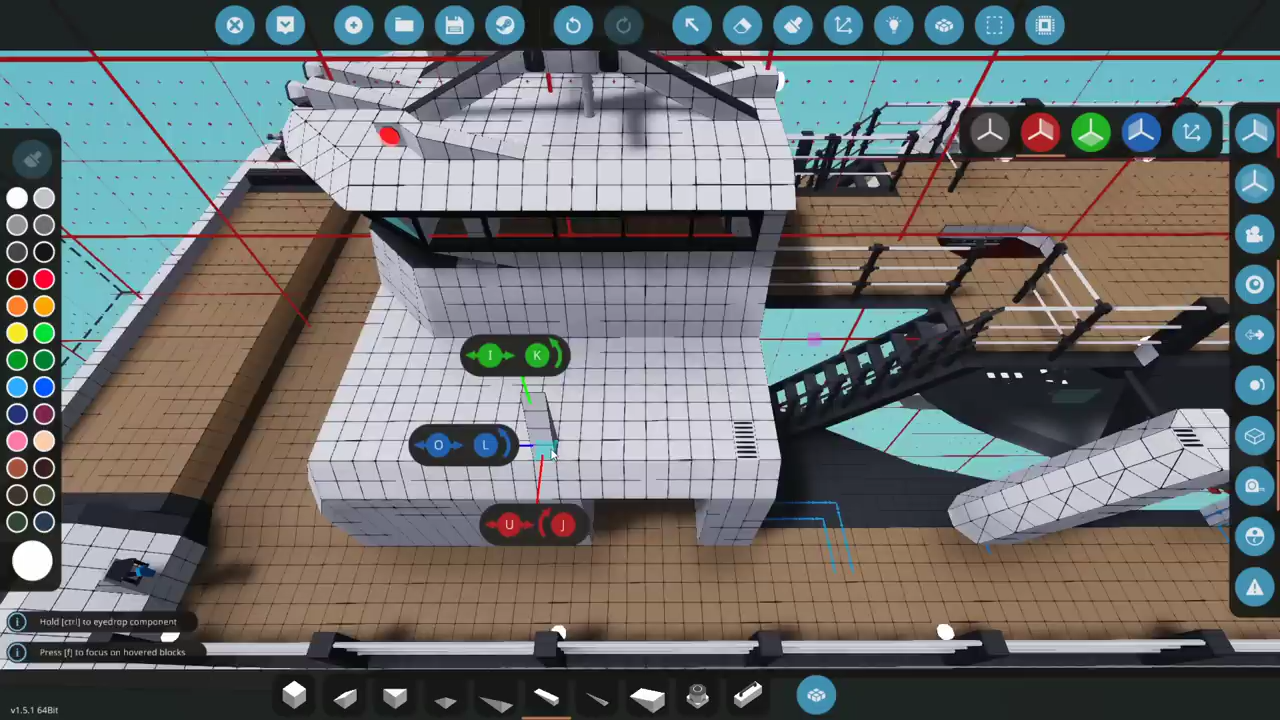 I K
O L
U J
Hold [ctrl] to eyedrop component
Press [f] to focus on hovered blocks
v1.5.1 64Bit